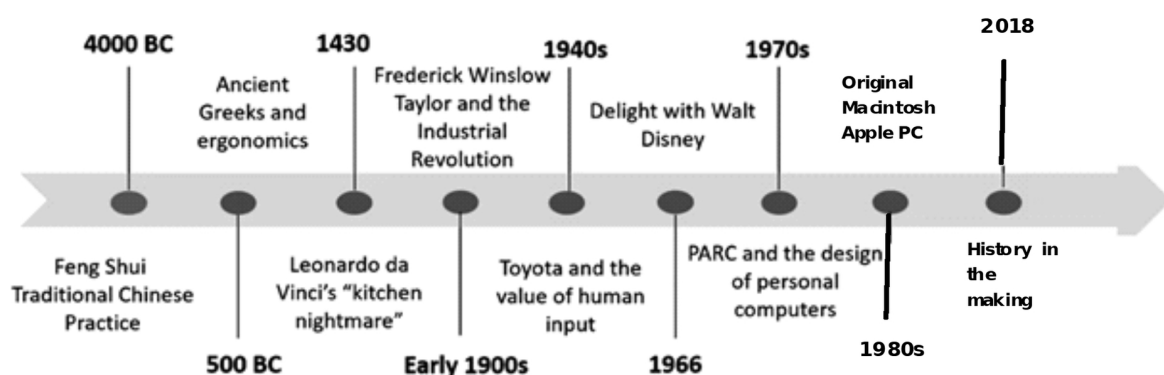 4000 BC
Feng Shui
Traditional Chinese
Practice
Ancient
Greeks and
ergonomics
500 BC
1430
Leonardo da
Vinci's “kitchen
nightmare”
Frederick Winslow
Taylor and the
Industrial
Revolution
Early 1900s
1940s
Toyota and the
value of human
input
Delight with Walt
Disney
1966
1970s
PARC and the design
of personal
computers
Original
Macintosh
Apple PC
1980s
2018
History in
the
making